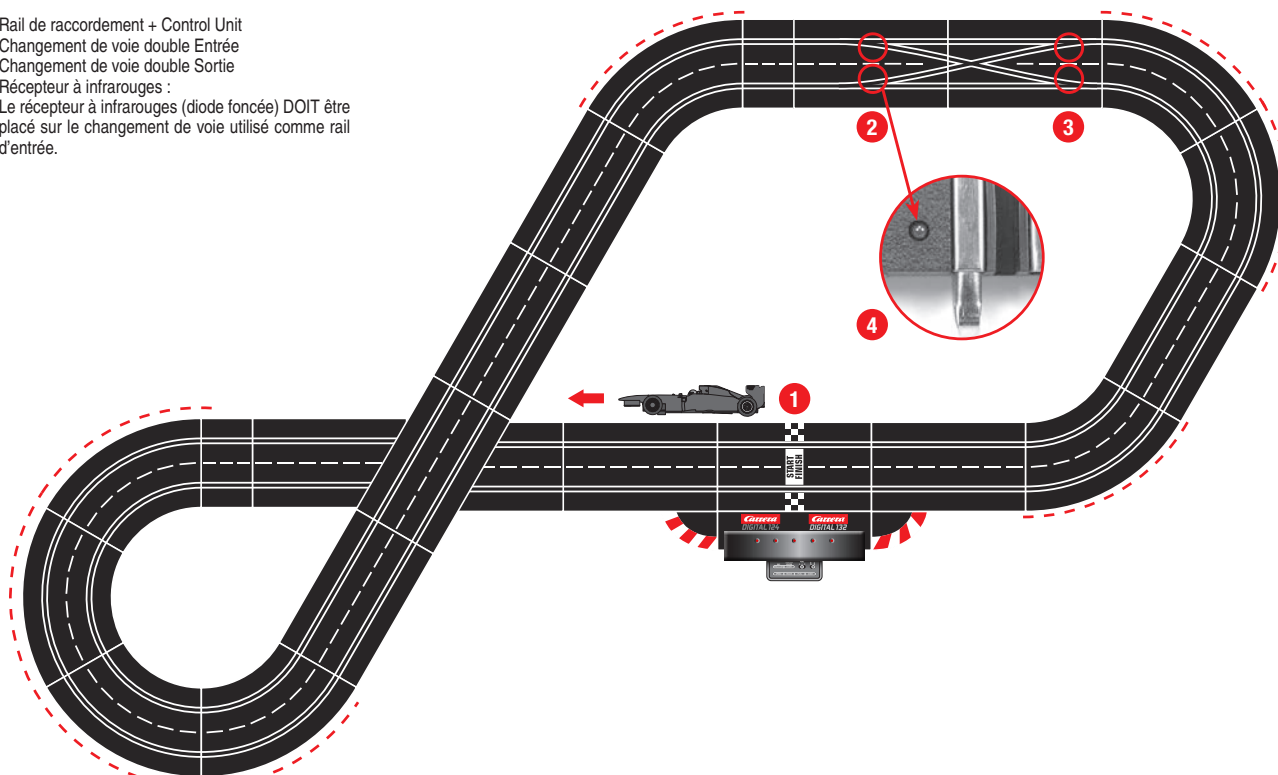 Rail de raccordement + Control Unit
Changement de voie double Entrée
Changement de voie double Sortie
Récepteur à infrarouges :
Le récepteur à infrarouges (diode foncée) DOIT être
placé sur le changement de voie utilisé comme rail
d'entrée.
2
3
4
1
START
FINISH
Carrera
DIGITAL 124
Carrera
DIGITAL 132